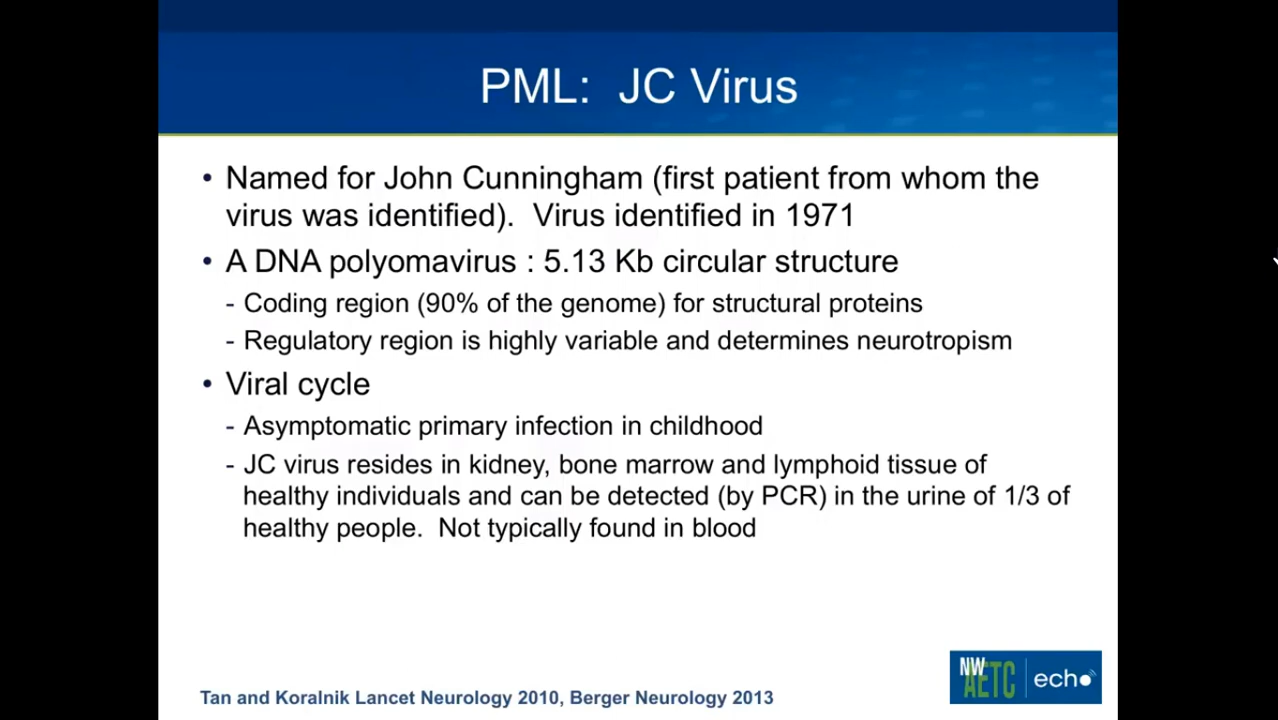 PML: JC Virus
• Named for John Cunningham (first patient from whom the
virus was identified). Virus identified in 1971
• A DNA polyomavirus : 5.13 Kb circular structure
- Coding region (90% of the genome) for structural proteins
- Regulatory region is highly variable and determines neurotropism
• Viral cycle
- Asymptomatic primary infection in childhood
- JC virus resides in kidney, bone marrow and lymphoid tissue of
healthy individuals and can be detected (by PCR) in the urine of 1/3 of
healthy people. Not typically found in blood
NW
AETC echo
Tan and Koralnik Lancet Neurology 2010, Berger Neurology 2013